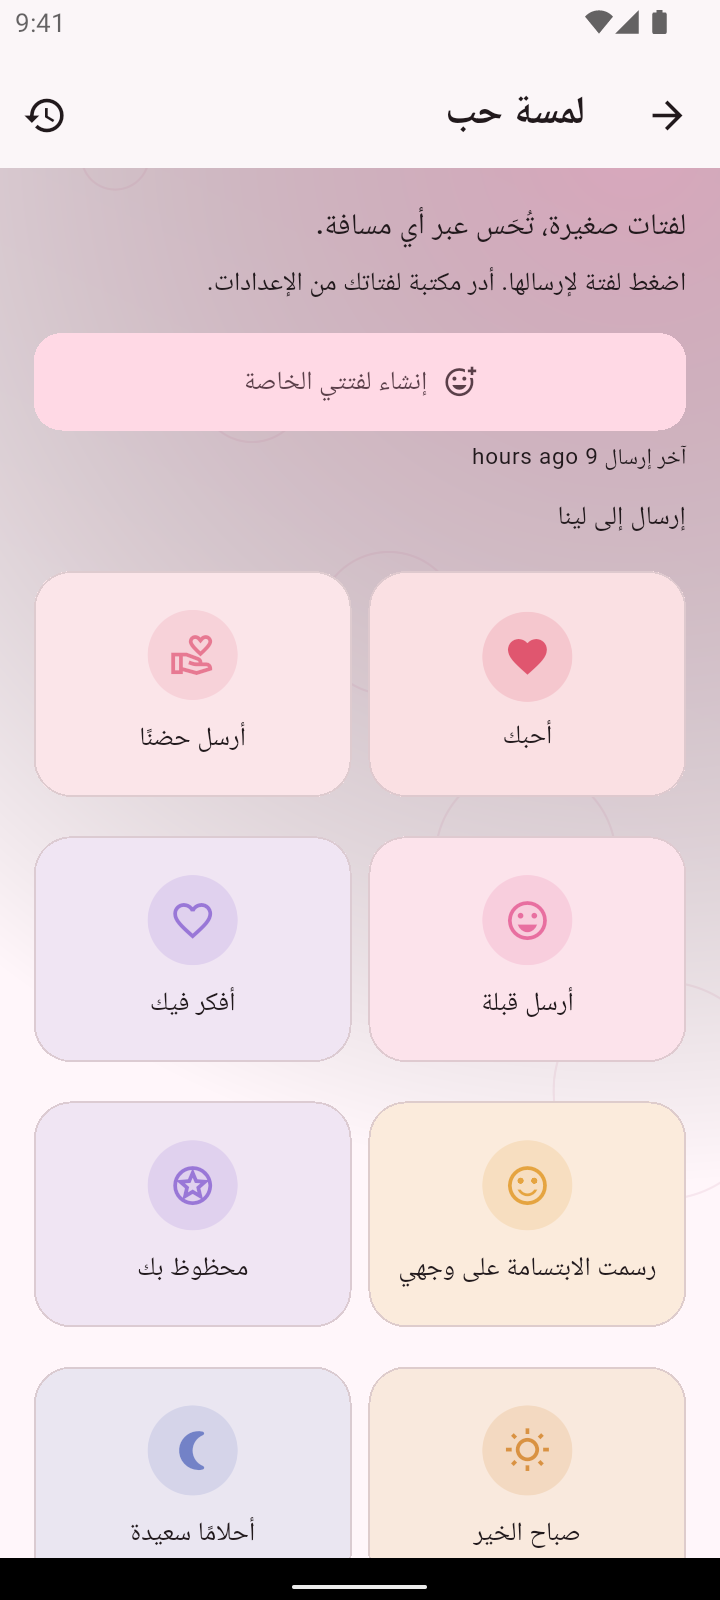 9:41
لمسة حب
لفتات صغيرة، تُحَس عبر أي مسافة.
اضغط لفتة لإرسالها. أدر مكتبة لفتاتك من الإعدادات.
إنشاء لفتتي الخاصة
آخر إرسال 9 hours ago
إرسال إلى لينا
أحبك
أرسل حضنًا
أرسل قبلة
أفكر فيك
رسمت الابتسامة على وجهي
محظوظ بك
صباح الخير
أحلامًا سعيدة